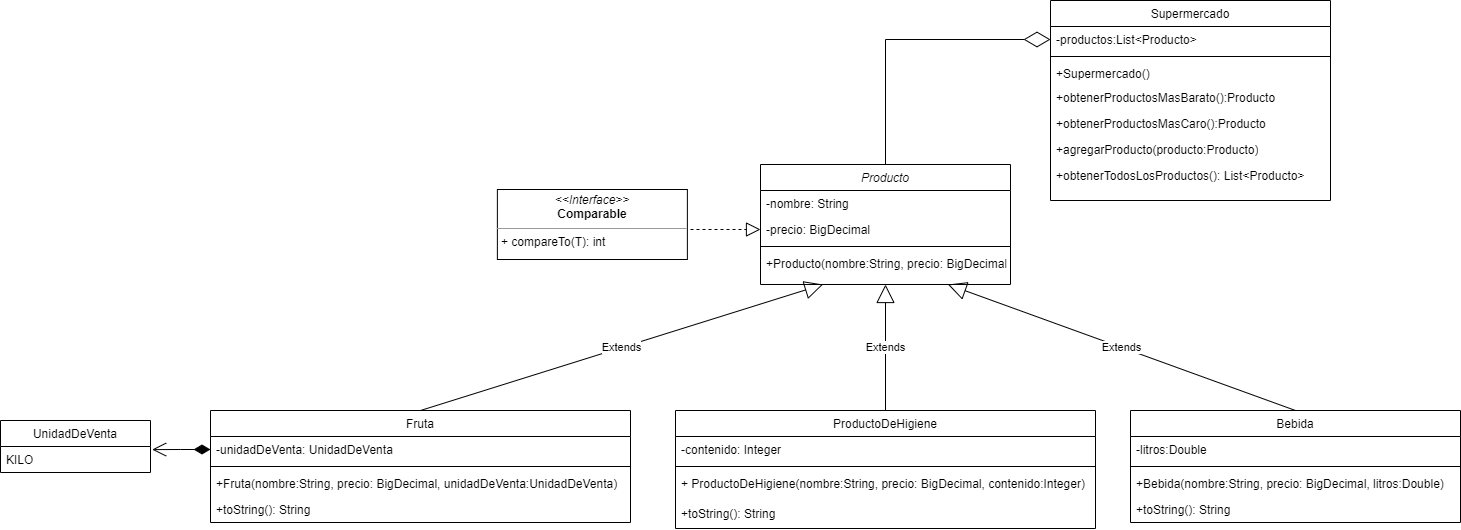 Supermercado
-productos:List<Producto>
+Supermercado()
+obtenerProductosMasBarato():Producto
+obtenerProductosMasCaro():Producto
+agregarProducto(producto:Producto)
+obtenerTodosLosProductos(): List<Producto>
Producto
-nombre: String
-precio: BigDecimal
+Producto(nombre:String, precio: BigDecimal
<<Interface>>
Comparable
+ compareTo(T): int
Extends
Extends
Extends
UnidadDeVenta
KILO
Fruta
-unidadDeVenta: UnidadDeVenta
+Fruta(nombre:String, precio: BigDecimal, unidadDeVenta:UnidadDeVenta)
+toString(): String
ProductoDeHigiene
-contenido: Integer
+ ProductoDeHigiene(nombre:String, precio: BigDecimal, contenido:Integer)
+toString(): String
Bebida
-litros:Double
+Bebida(nombre:String, precio: BigDecimal, litros:Double)
+toString(): String